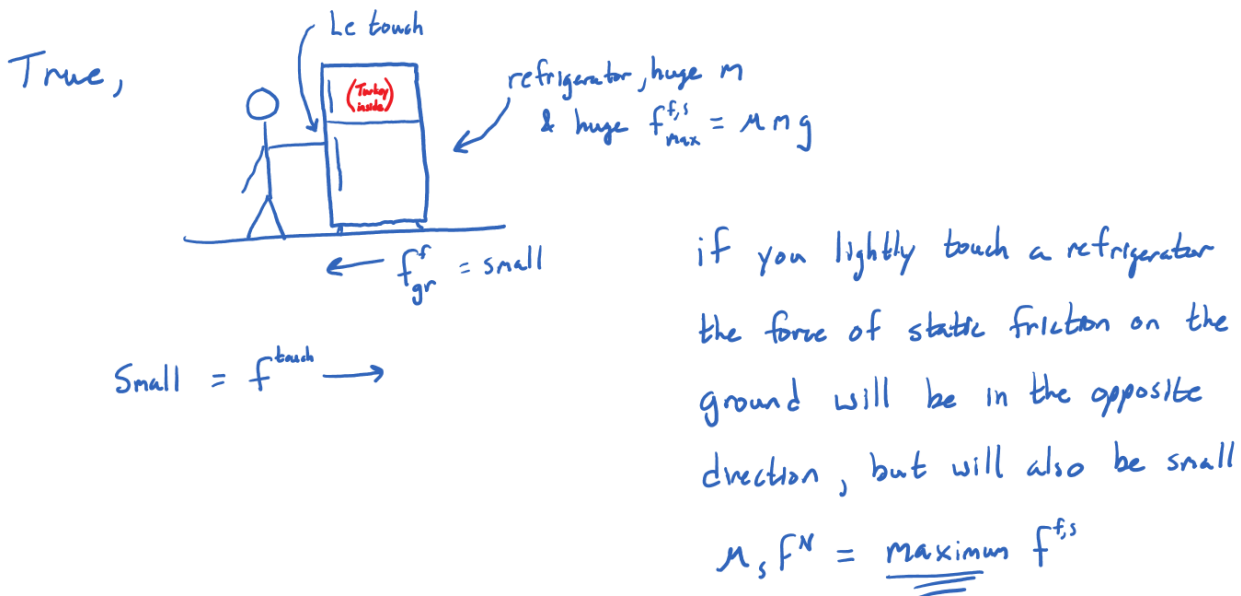 True,
Le touch
(Turkey
inside)
refrigerator, huge m
& huge f^{f,s}_{max} = μ m g
f^{f}_{gr} = small
Small = f^{touch} →
if you lightly touch a refrigerator
the force of static friction on the
ground will be in the opposite
direction, but will also be small
μ_s F^N = maximum f^{f,s}